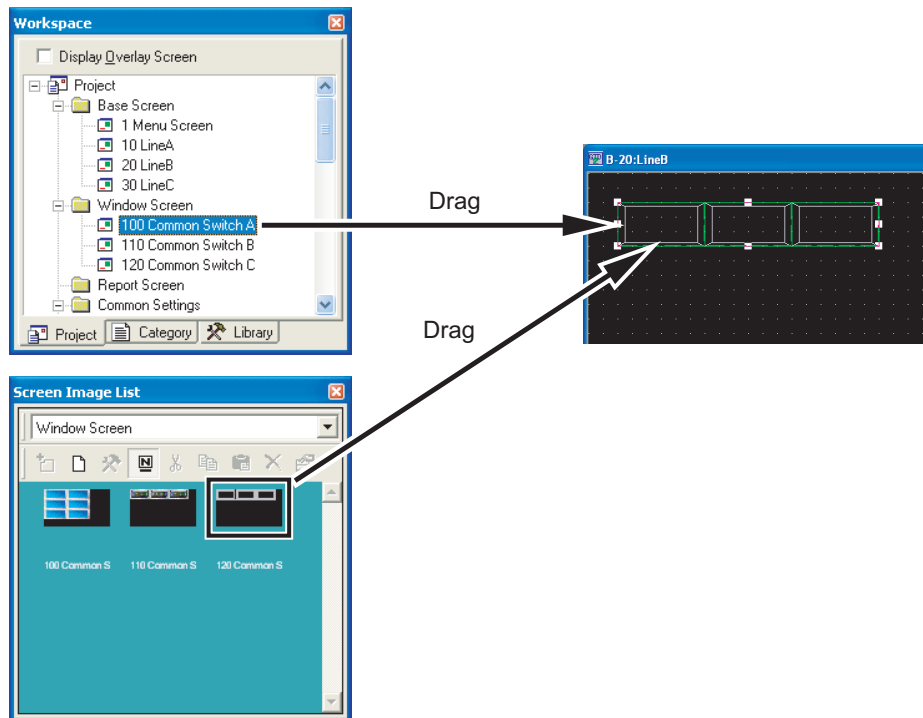 Workspace
Display Overlay Screen
Project
Base Screen
1 Menu Screen
10 LineA
20 LineB
30 LineC
Window Screen
100 Common Switch A
110 Common Switch B
120 Common Switch C
Report Screen
Common Settings
Project
Category
Library
Drag
B-20:LineB
Drag
Screen Image List
Window Screen
N
100 Common S
110 Common S
120 Common S